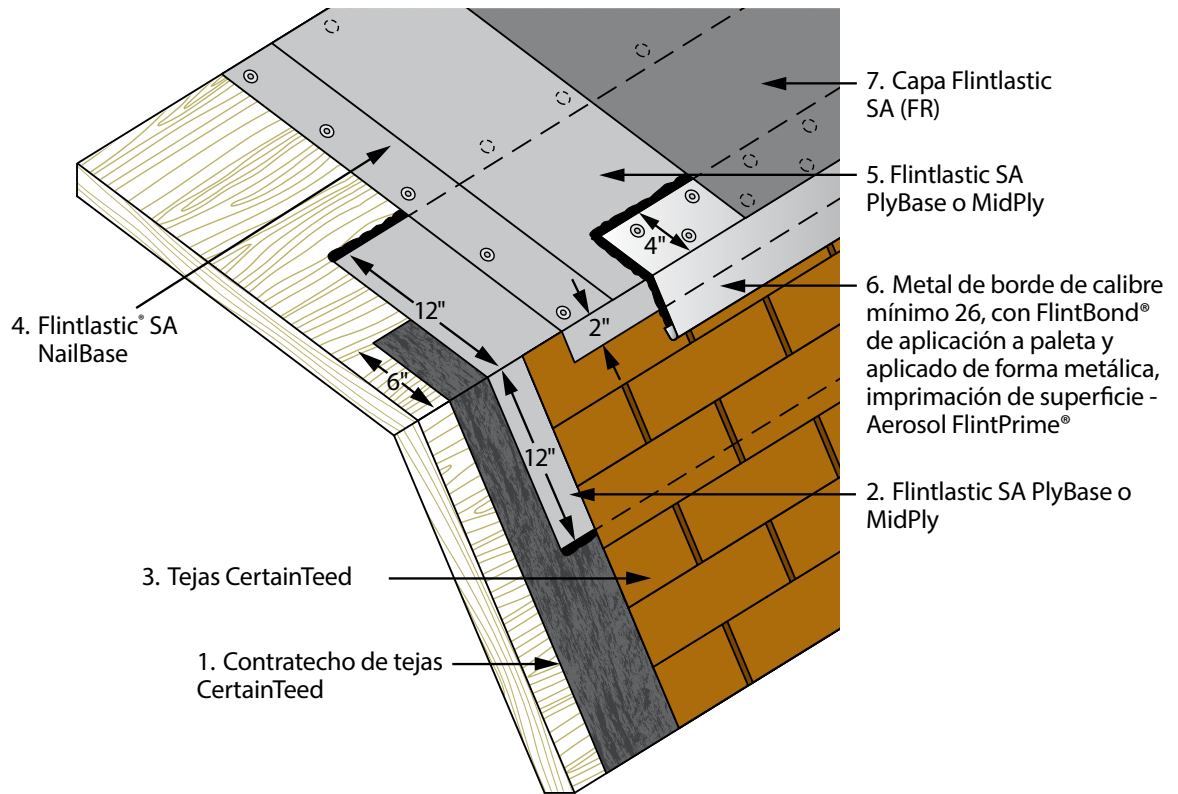 7. Capa Flintlastic
SA (FR)
5. Flintlastic SA
PlyBase o MidPly
4"
6. Metal de borde de calibre
mínimo 26, con FlintBond®
de aplicación a paleta y
aplicado de forma metálica,
imprimación de superficie -
Aerosol FlintPrime®
12"
2"
4. Flintlastic® SA
NailBase
6"
12"
2. Flintlastic SA PlyBase o
MidPly
3. Tejas CertainTeed
1. Contratecho de tejas
CertainTeed